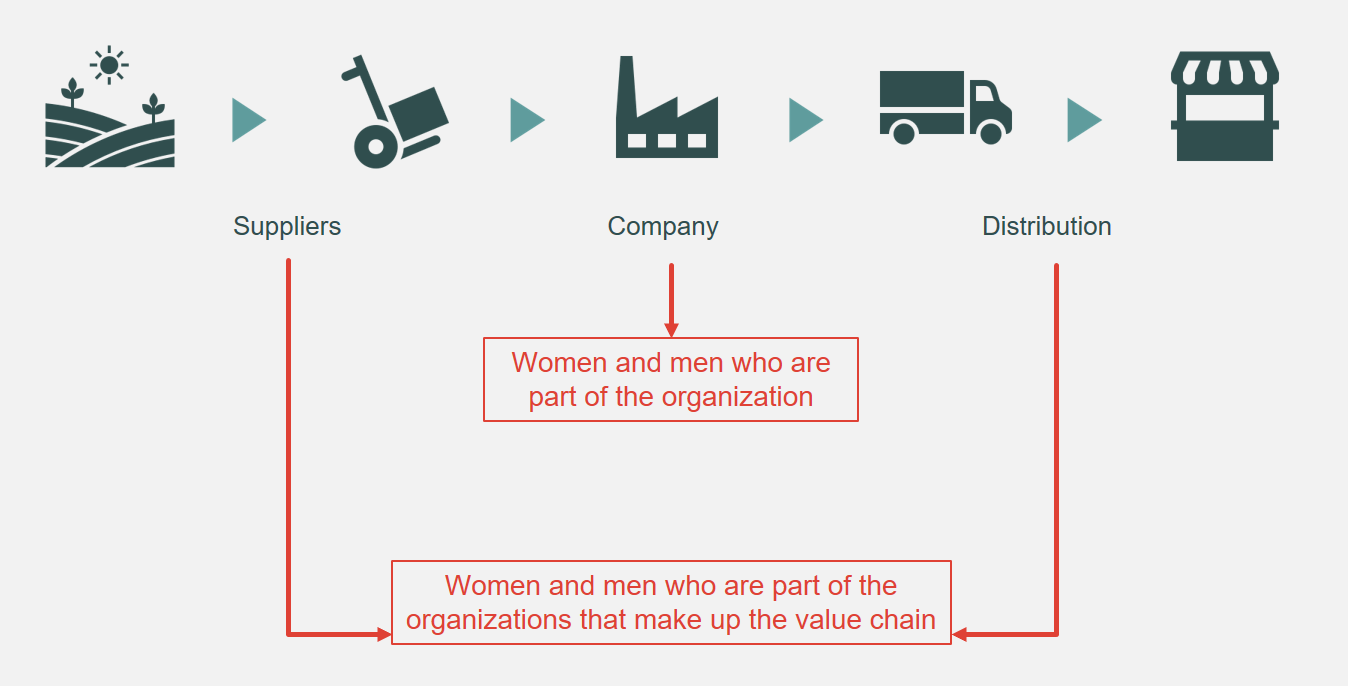 Suppliers
Company
Distribution
Women and men who are
part of the organization
Women and men who are part of the
organizations that make up the value chain